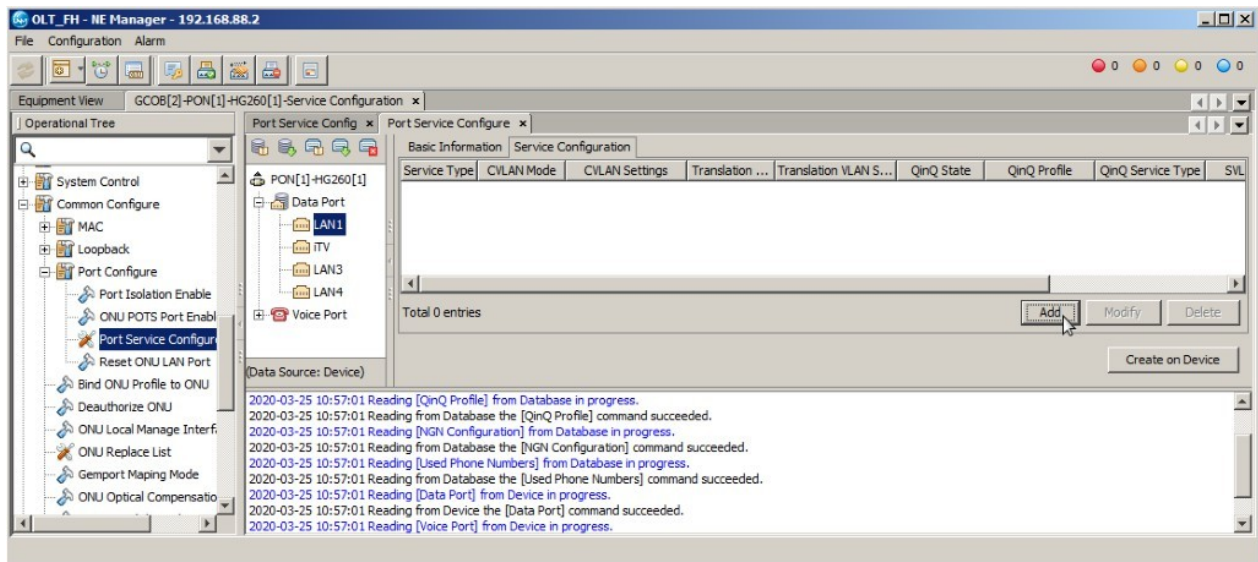 OLT_FH - NE Manager - 192.168.88.2
File Configuration Alarm
0 0 0 0
Equipment View GCOB[2]-PON[1]-HG260[1]-Service Configuration
Operational Tree
Port Service Config Port Service Configure
Basic Information Service Configuration
Service Type CVLAN Mode CVLAN Settings Translation ... Translation VLAN S... QinQ State QinQ Profile QinQ Service Type SVL
System Control
Common Configure
MAC
Loopback
Port Configure
Port Isolation Enable
ONU POTS Port Enabl
Port Service Configur
Reset ONU LAN Port
Bind ONU Profile to ONU
Deauthorize ONU
ONU Local Manage Interf
ONU Replace List
Gemport Maping Mode
ONU Optical Compensatio
PON[1]-HG260[1]
Data Port
LAN1
iTV
LAN3
LAN4
Voice Port
(Data Source: Device)
Total 0 entries
Add Modify Delete
Create on Device
2020-03-25 10:57:01 Reading [QinQ Profile] from Database in progress.
2020-03-25 10:57:01 Reading from Database the [QinQ Profile] command succeeded.
2020-03-25 10:57:01 Reading [NGN Configuration] from Database in progress.
2020-03-25 10:57:01 Reading from Database the [NGN Configuration] command succeeded.
2020-03-25 10:57:01 Reading [Used Phone Numbers] from Database in progress.
2020-03-25 10:57:01 Reading from Database the [Used Phone Numbers] command succeeded.
2020-03-25 10:57:01 Reading [Data Port] from Device in progress.
2020-03-25 10:57:01 Reading from Device the [Data Port] command succeeded.
2020-03-25 10:57:01 Reading [Voice Port] from Device in progress.